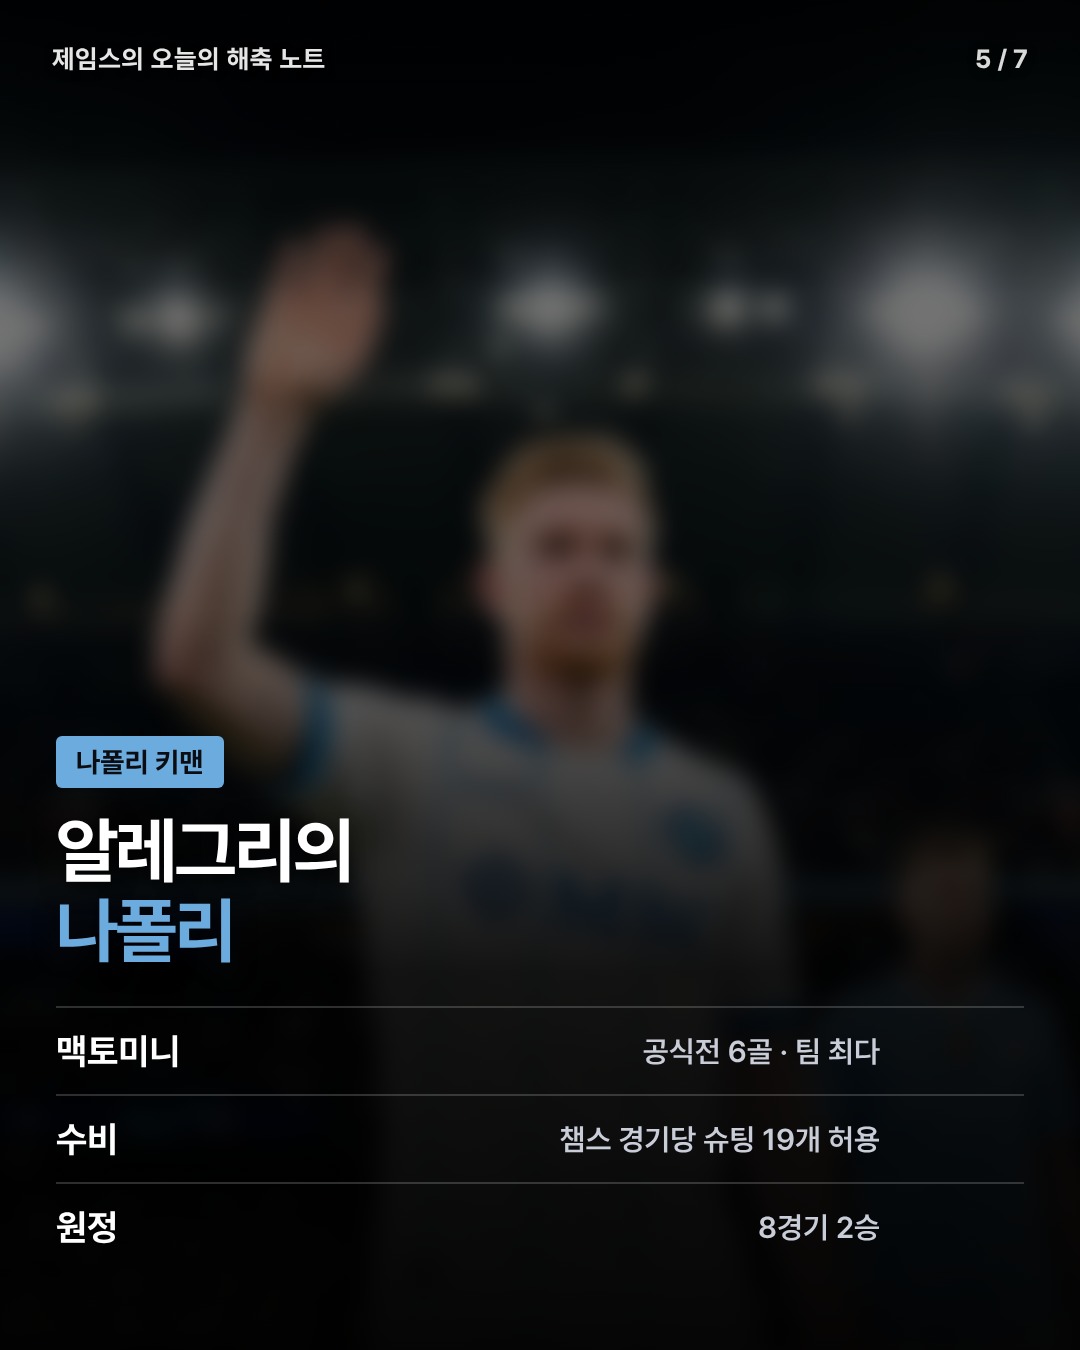 제임스의 오늘의 해축 노트
5 / 7
나폴리 키맨
알레그리의
나폴리
맥토미니
공식전 6골 · 팀 최다
수비
챔스 경기당 슈팅 19개 허용
원정
8경기 2승